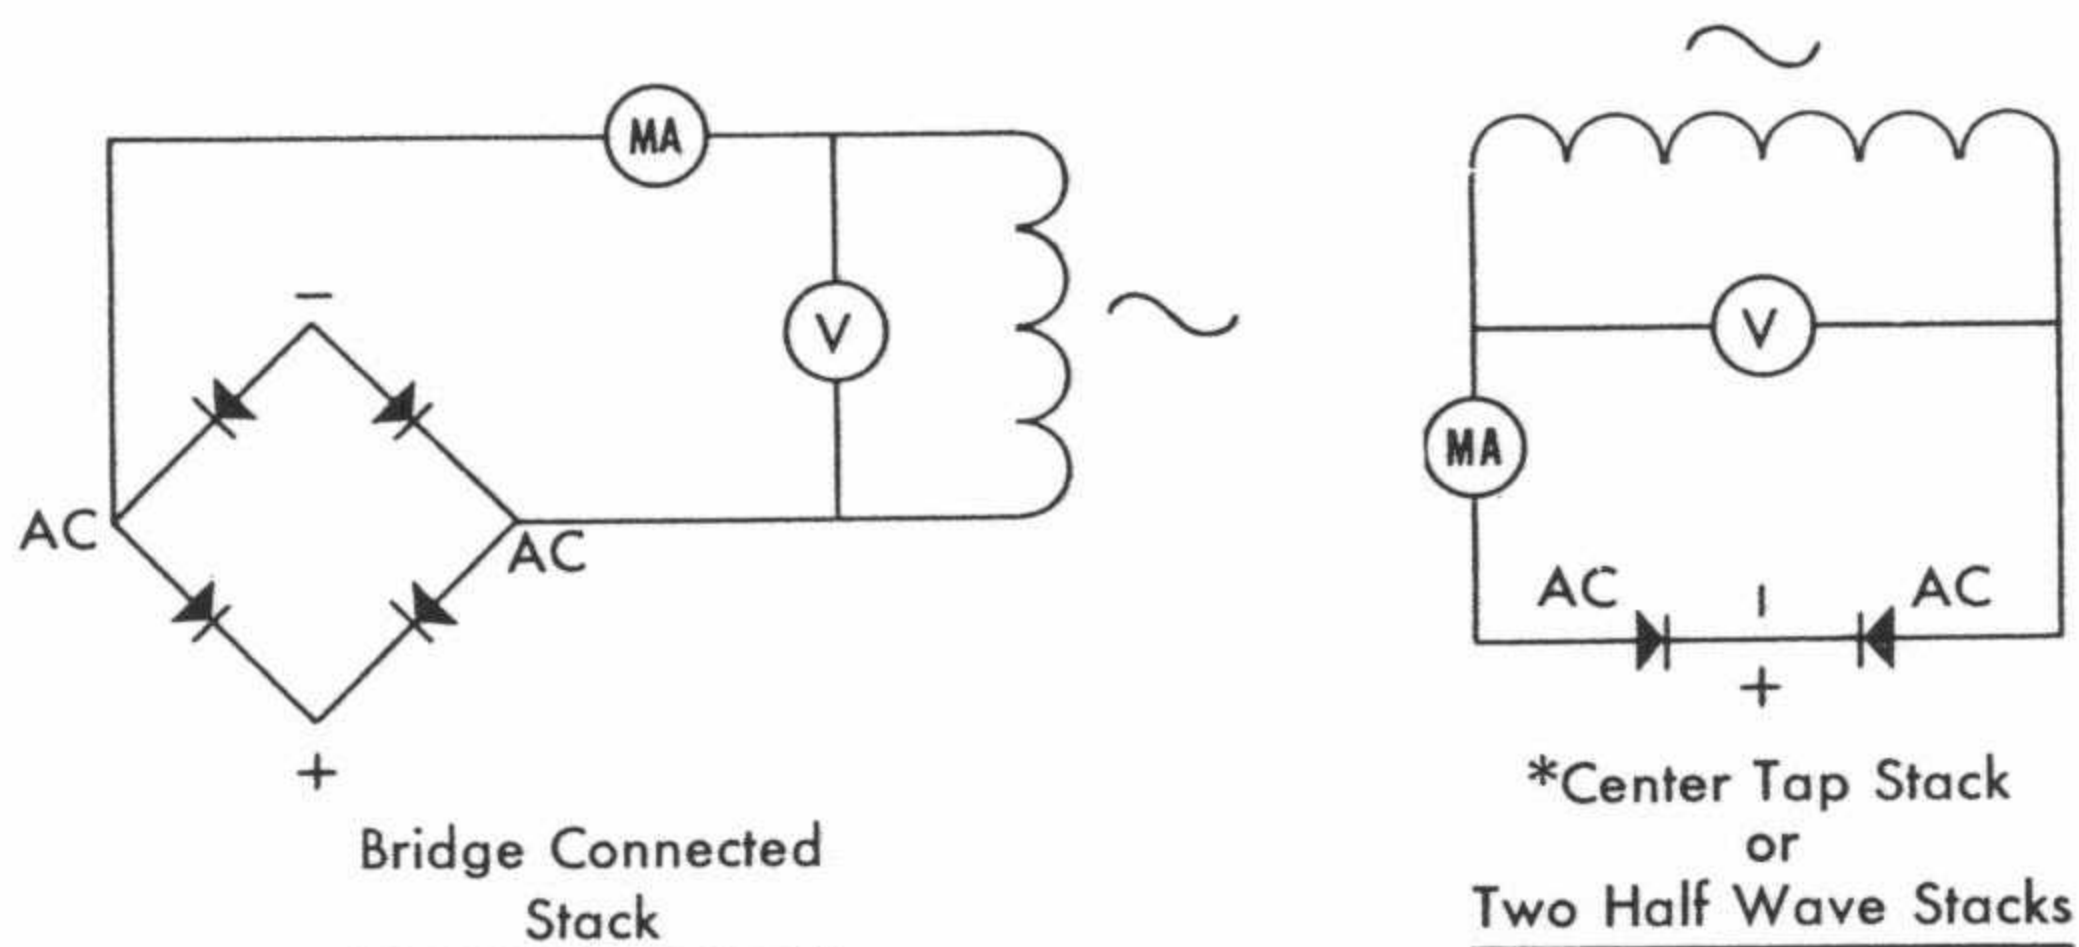 MA
V
−
AC
AC
+
Bridge Connected
Stack
V
MA
AC
−
AC
+
*Center Tap Stack
or
Two Half Wave Stacks